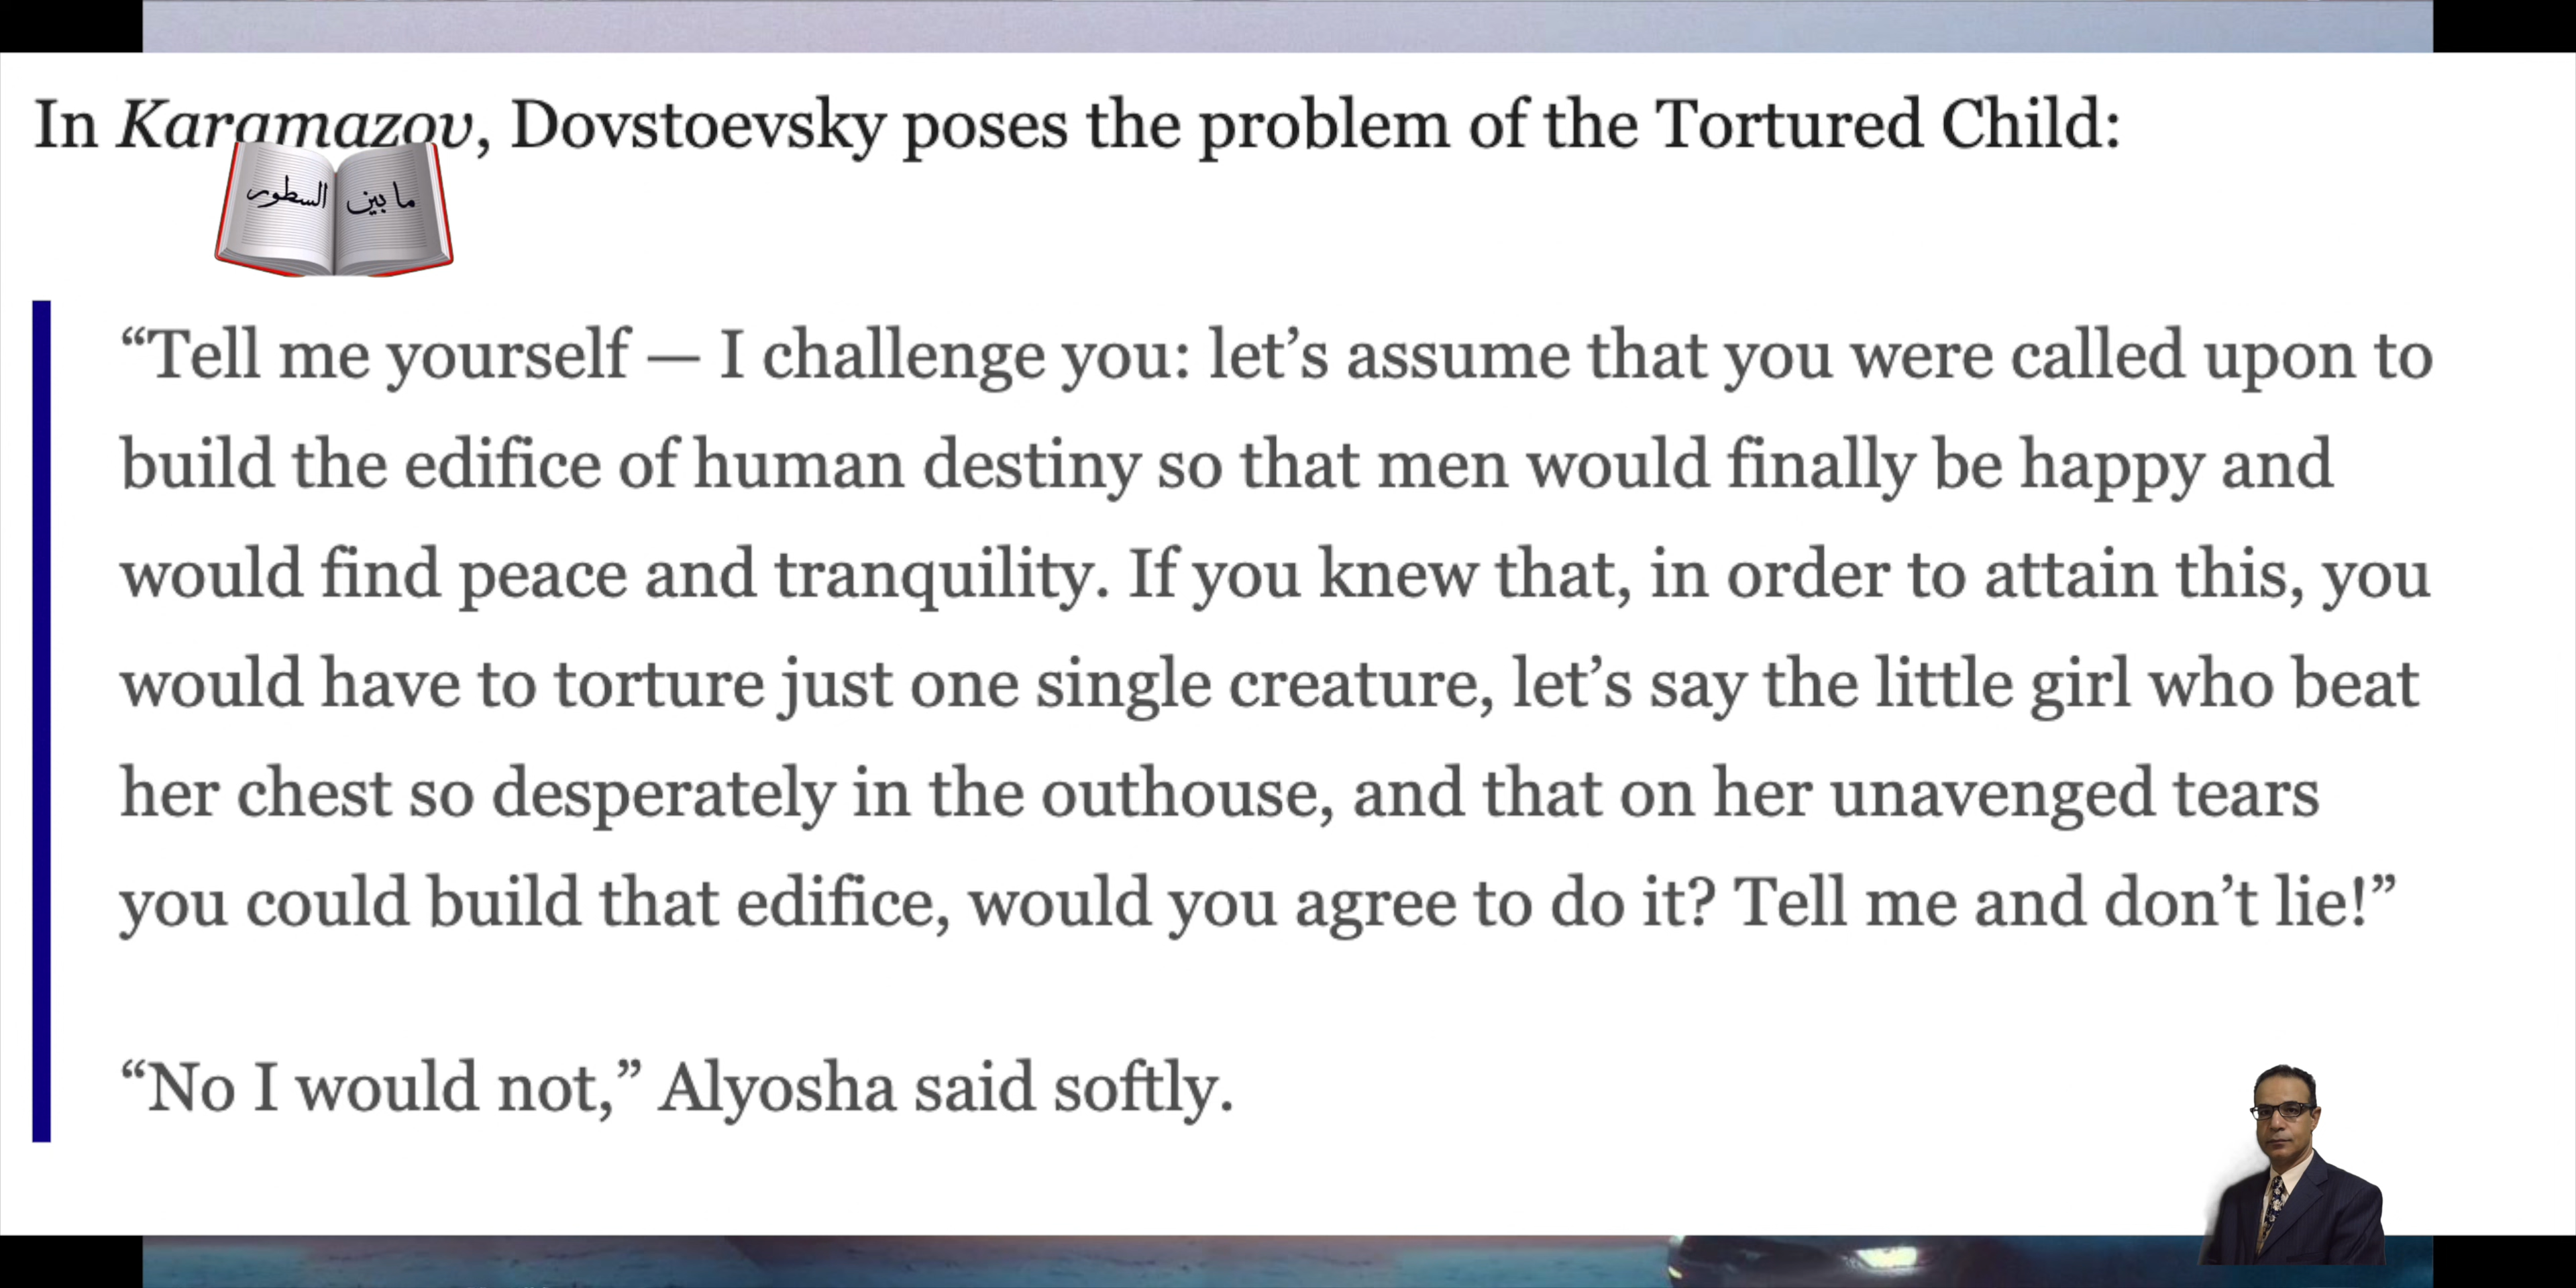 In Karamazov, Dovstoevsky poses the problem of the Tortured Child:
ما بين السطور
“Tell me yourself — I challenge you: let’s assume that you were called upon to
build the edifice of human destiny so that men would finally be happy and
would find peace and tranquility. If you knew that, in order to attain this, you
would have to torture just one single creature, let’s say the little girl who beat
her chest so desperately in the outhouse, and that on her unavenged tears
you could build that edifice, would you agree to do it? Tell me and don’t lie!”
“No I would not,” Alyosha said softly.